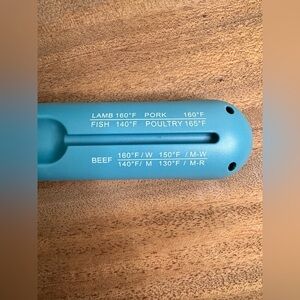 LAMB 160°F PORK 160°F
FISH 140°F POULTRY 165°F
BEEF 160°F/ W 150°F / M-W
140°F/ M 130°F / M-R